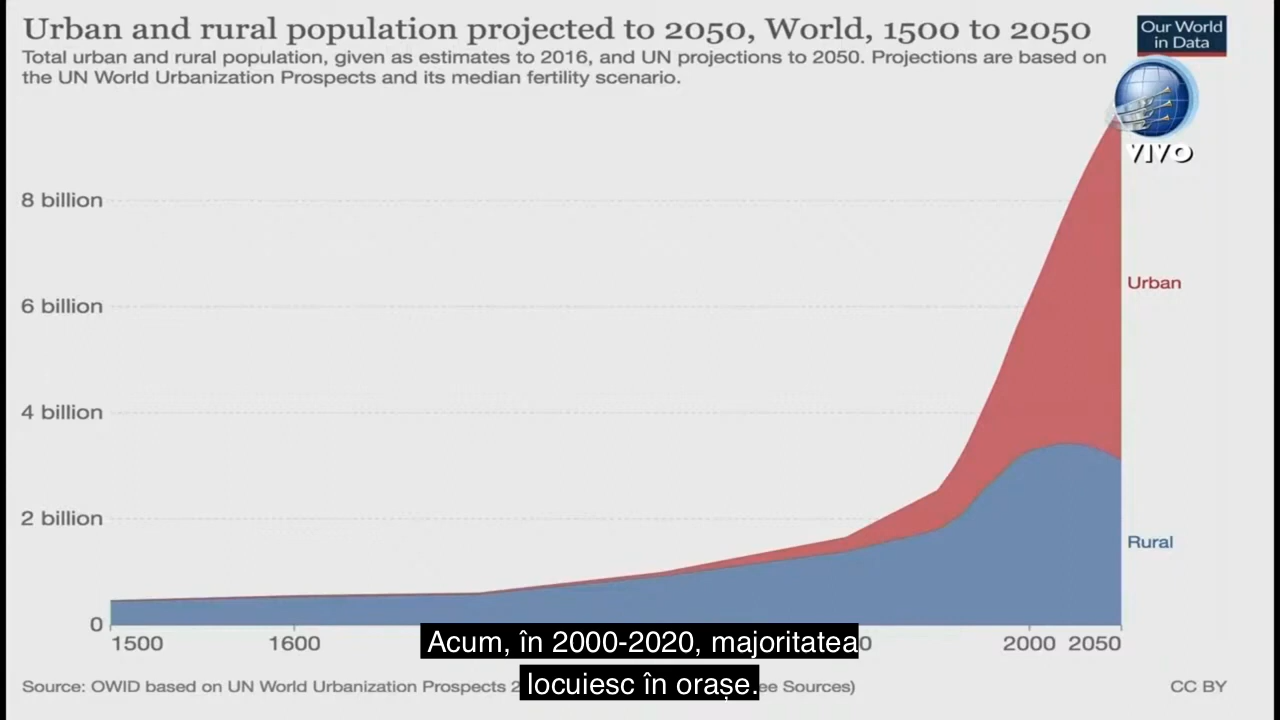 Urban and rural population projected to 2050, World, 1500 to 2050
Our World
in Data
Total urban and rural population, given as estimates to 2016, and UN projections to 2050. Projections are based on
the UN World Urbanization Prospects and its median fertility scenario.
VIVO
8 billion
6 billion
Urban
4 billion
2 billion
Rural
0
1500 1600 2000 2050
Acum, în 2000-2020, majoritatea
locuiesc în orașe.
Source: OWID based on UN World Urbanization Prospects Sources)
CC BY